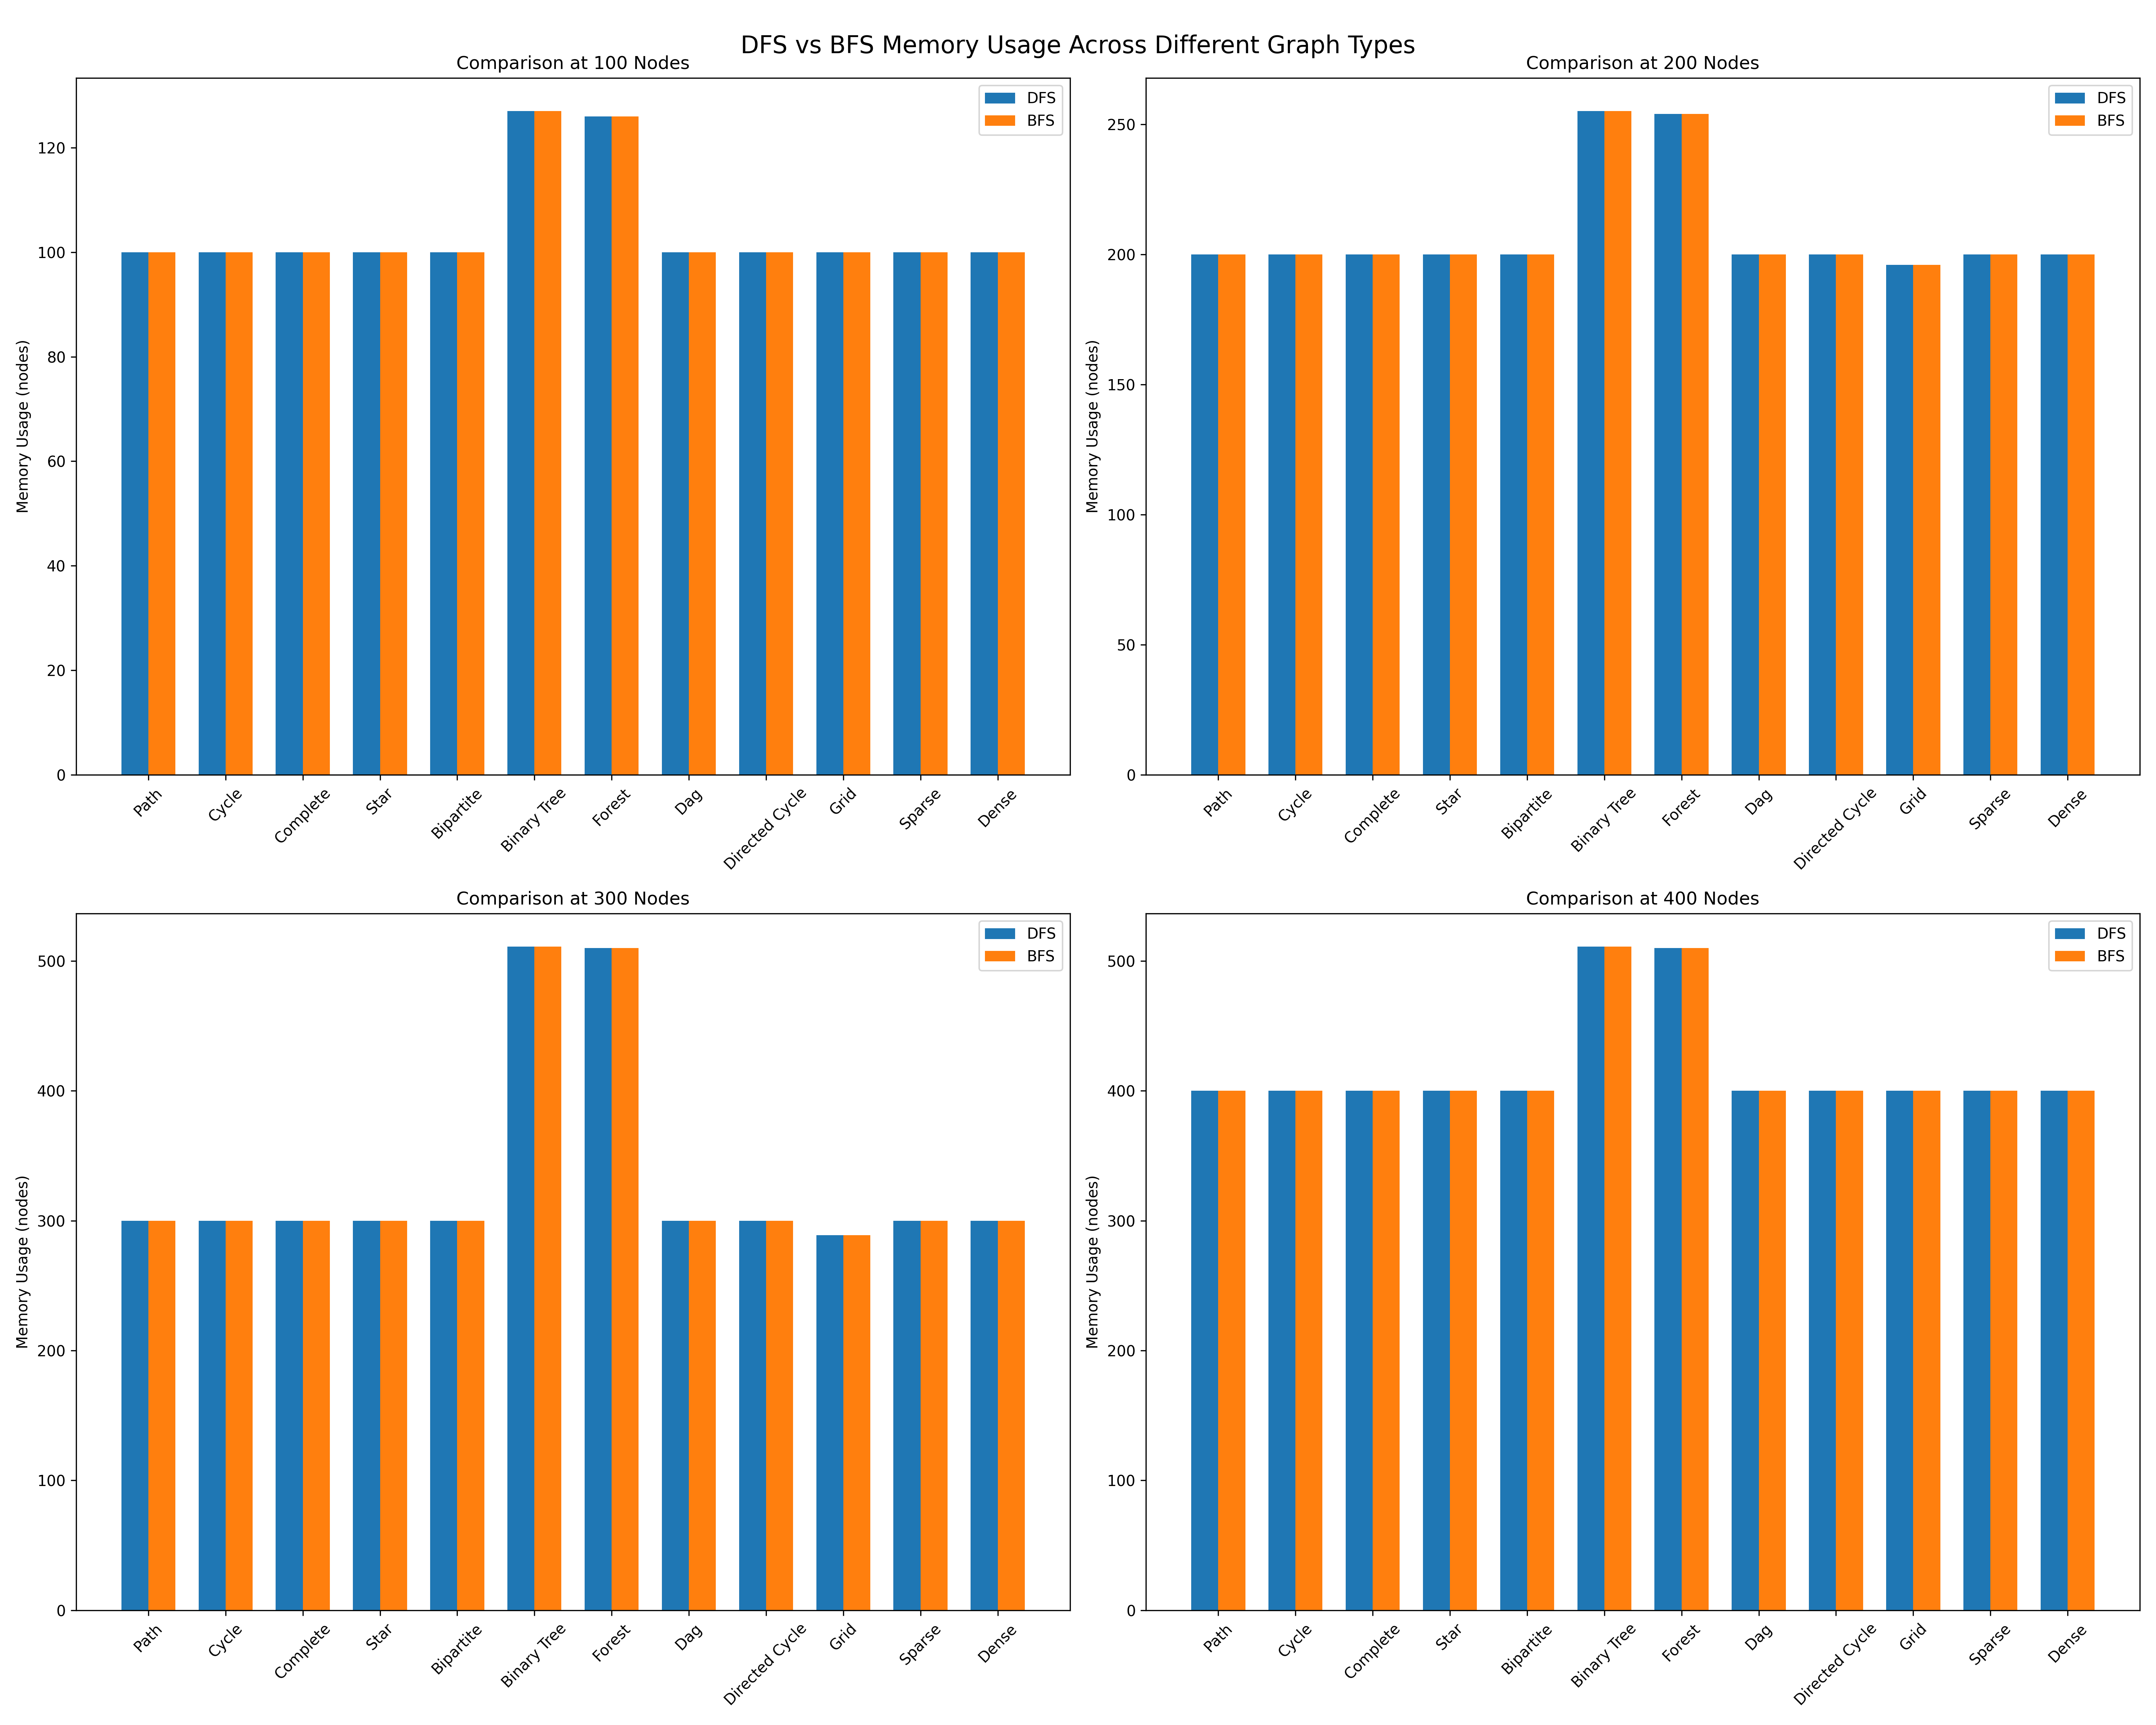 DFS vs BFS Memory Usage Across Different Graph Types
Comparison at 100 Nodes
DFS
BFS
Memory Usage (nodes)
120
100
80
60
40
20
0
Path
Cycle
Complete
Star
Bipartite
Binary Tree
Forest
Dag
Directed Cycle
Grid
Sparse
Dense
Comparison at 200 Nodes
DFS
BFS
Memory Usage (nodes)
250
200
150
100
50
0
Path
Cycle
Complete
Star
Bipartite
Binary Tree
Forest
Dag
Directed Cycle
Grid
Sparse
Dense
Comparison at 300 Nodes
DFS
BFS
Memory Usage (nodes)
500
400
300
200
100
0
Path
Cycle
Complete
Star
Bipartite
Binary Tree
Forest
Dag
Directed Cycle
Grid
Sparse
Dense
Comparison at 400 Nodes
DFS
BFS
Memory Usage (nodes)
500
400
300
200
100
0
Path
Cycle
Complete
Star
Bipartite
Binary Tree
Forest
Dag
Directed Cycle
Grid
Sparse
Dense